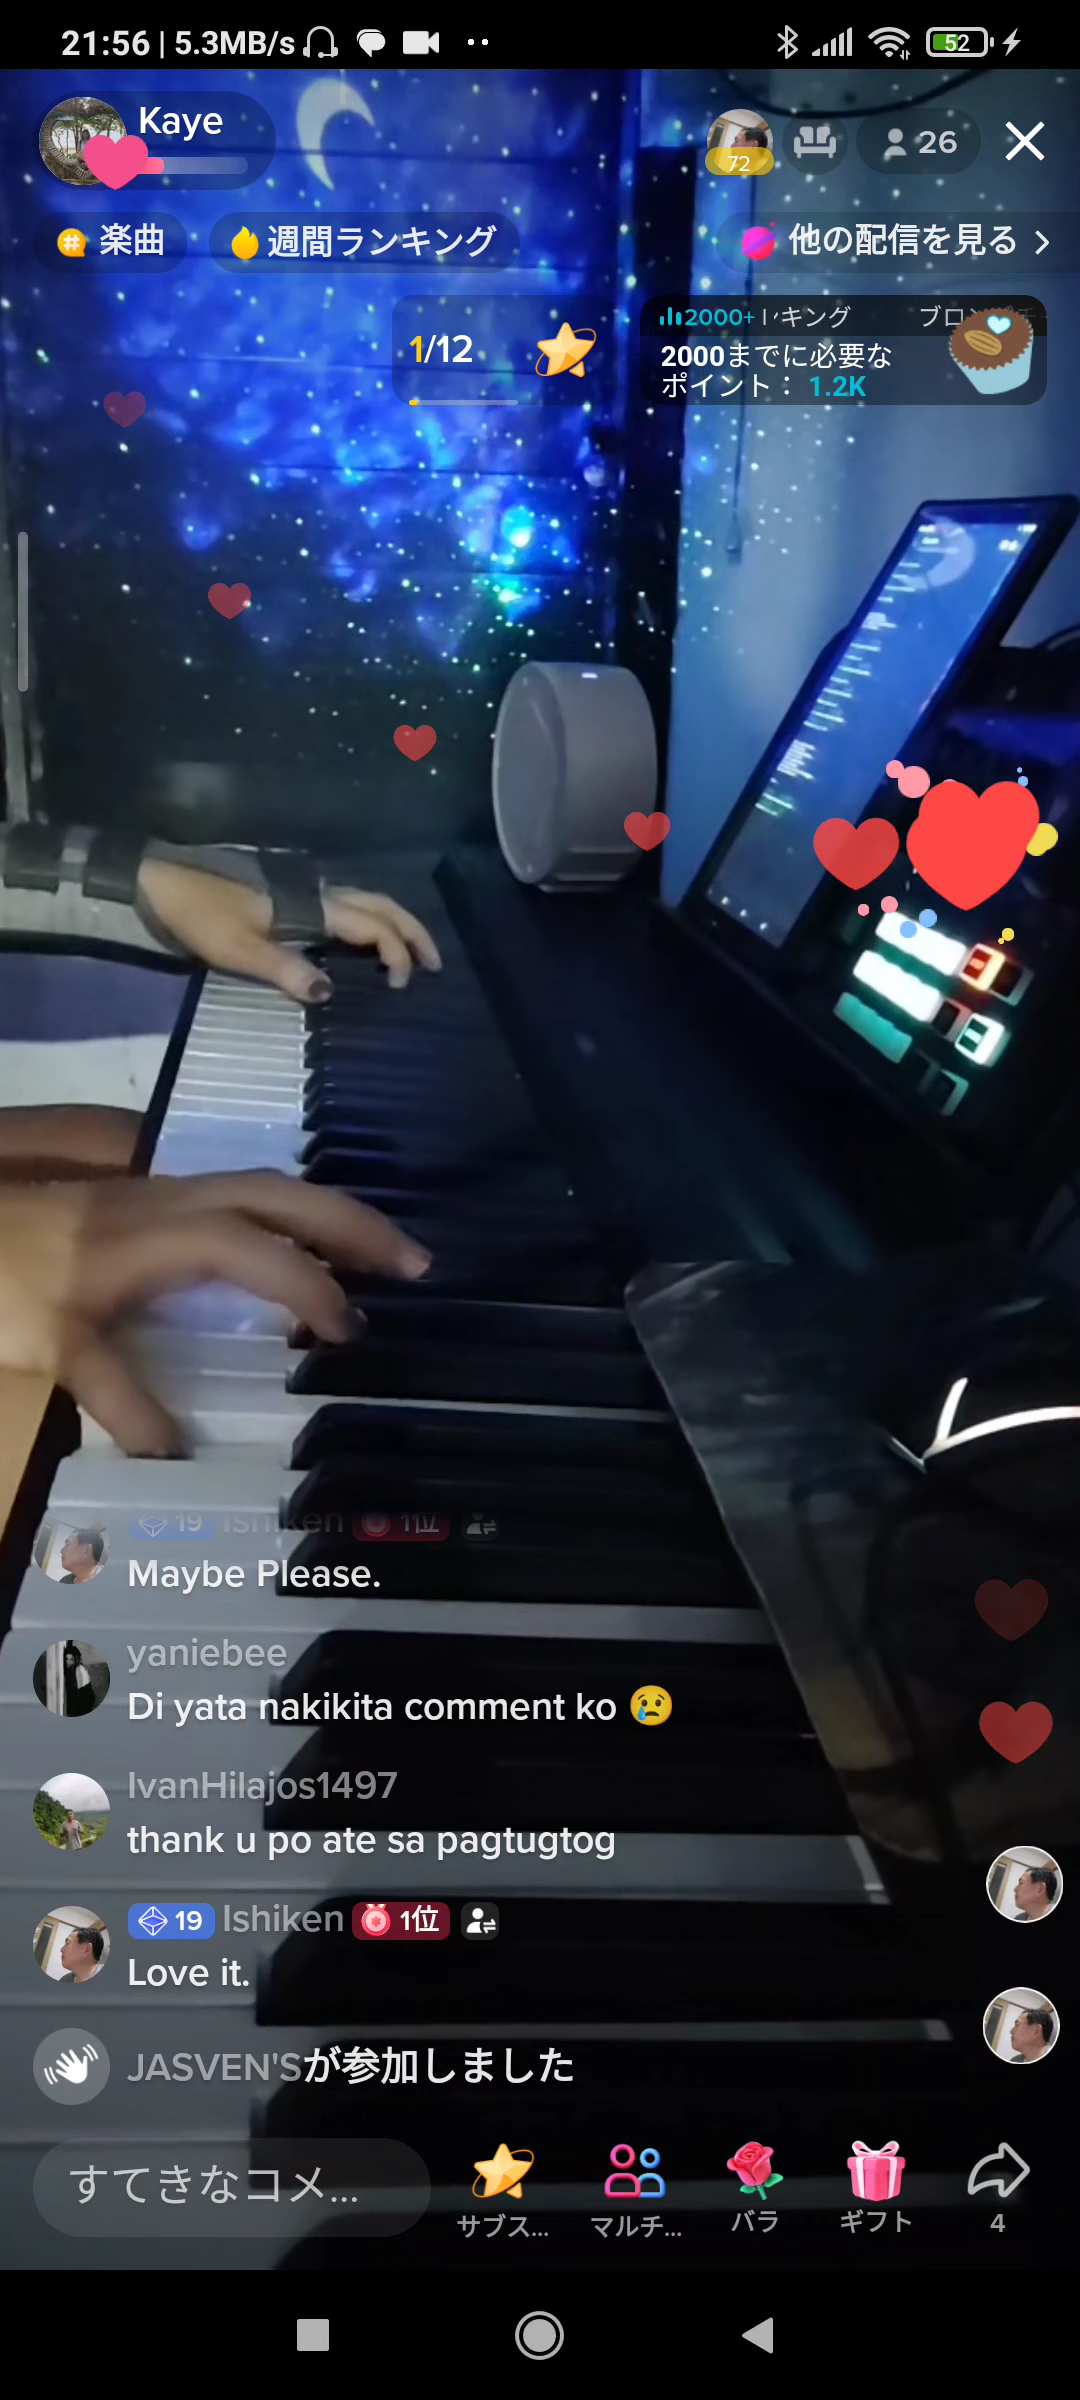 21:56 | 5.3MB/s
52
Kaye
72
26
楽曲
週間ランキング
他の配信を見る
1/12
2000+ キング
2000までに必要な
ポイント： 1.2K
19 Ishiken 1位
Maybe Please.
yaniebee
Di yata nakikita comment ko 😢
IvanHilajos1497
thank u po ate sa pagtugtog
19 Ishiken 1位
Love it.
JASVEN'Sが参加しました
すてきなコメ...
サブス...
マルチ...
バラ
ギフト
4